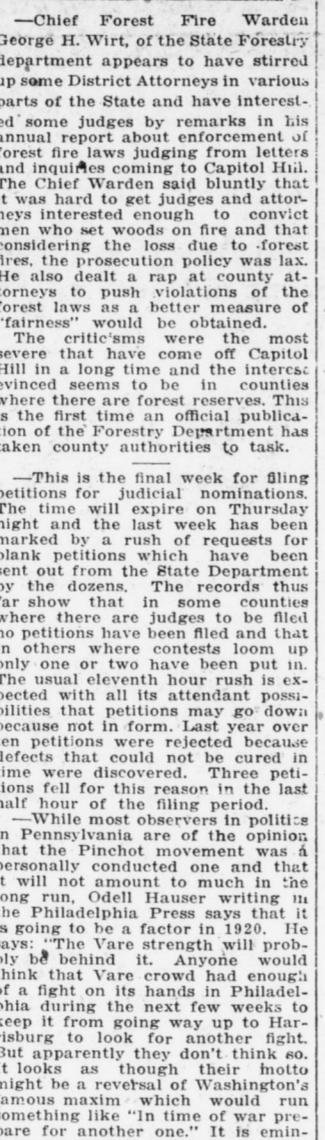 —Chief Forest Fire Warden
George H. Wirt, of the State Forestry
department appears to have stirred
up some District Attorneys in various
parts of the State and have interest-
ed some judges by remarks in his
annual report about enforcement of
forest fire laws judging from letters
and inquiries coming to Capitol Hill.
The Chief Warden said bluntly that
it was hard to get judges and attor-
neys interested enough to convict
men who set woods on fire and that
considering the loss due to forest
fires, the prosecution policy was lax.
He also dealt a rap at county at-
torneys to push violations of the
forest laws as a better measure of
"fairness" would be obtained.
The crit'c'sms were the most
severe that have come off Capitol
Hill in a long time and the interest
evinced seems to be in counties
where there are forest reserves. This
is the first time an official publica-
tion of the Forestry Department has
taken county authorities to task.
—This is the final week for filing
petitions for judicial nominations.
The time will expire on Thursday
night and the last week has been
marked by a rush of requests for
blank petitions which have been
sent out from the State Department
by the dozens. The records thus
far show that in some counties
where there are judges to be filed
no petitions have been filed and that
in others where contests loom up
only one or two have been put in.
The usual eleventh hour rush is ex-
pected with all its attendant possi-
bilities that petitions may go down
because not in form. Last year over
ten petitions were rejected because
defects that could not be cured in
time were discovered. Three peti-
tions fell for this reason in the last
half hour of the filing period.
—While most observers in politics
in Pennsylvania are of the opinion
that the Pinchot movement was a
personally conducted one and that
it will not amount to much in the
long run, Odell Hauser writing in
the Philadelphia Press says that it
is going to be a factor in 1920. He
says: "The Vare strength will prob-
bly be behind it. Anyone would
think that Vare crowd had enough
of a fight on its hands in Philadel-
phia during the next few weeks to
keep it from going way up to Har-
risburg to look for another fight.
But apparently they don't think so.
It looks as though their motto
might be a reversal of Washington's
famous maxim which would run
something like "In time of war pre-
pare for another one." It is emin-